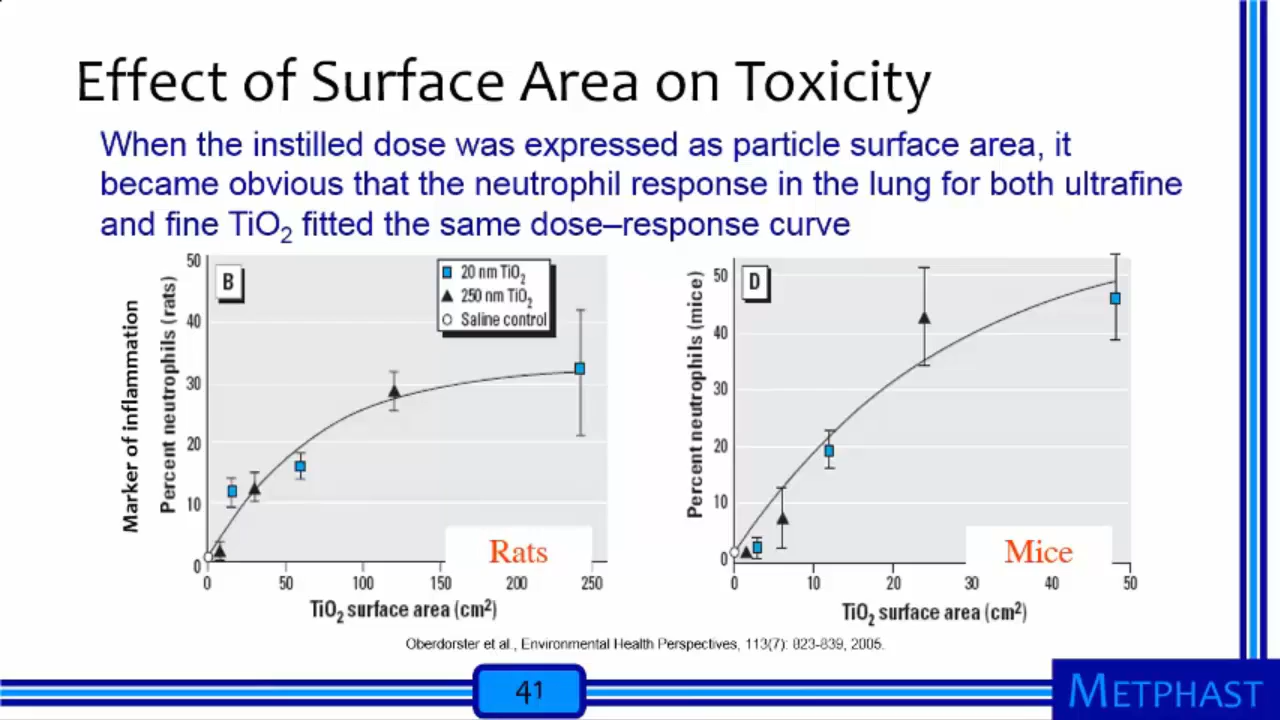 Effect of Surface Area on Toxicity
When the instilled dose was expressed as particle surface area, it
became obvious that the neutrophil response in the lung for both ultrafine
and fine TiO2 fitted the same dose–response curve
Marker of inflammation
Percent neutrophils (rats)
50
40
30
20
10
0
B
20 nm TiO2
250 nm TiO2
Saline control
Rats
0 50 100 150 200 250
TiO2 surface area (cm2)
Percent neutrophils (mice)
50
40
30
20
10
0
D
Mice
0 10 20 30 40 50
TiO2 surface area (cm2)
Oberdorster et al., Environmental Health Perspectives, 113(7): 823-839, 2005.
41
METPHAST